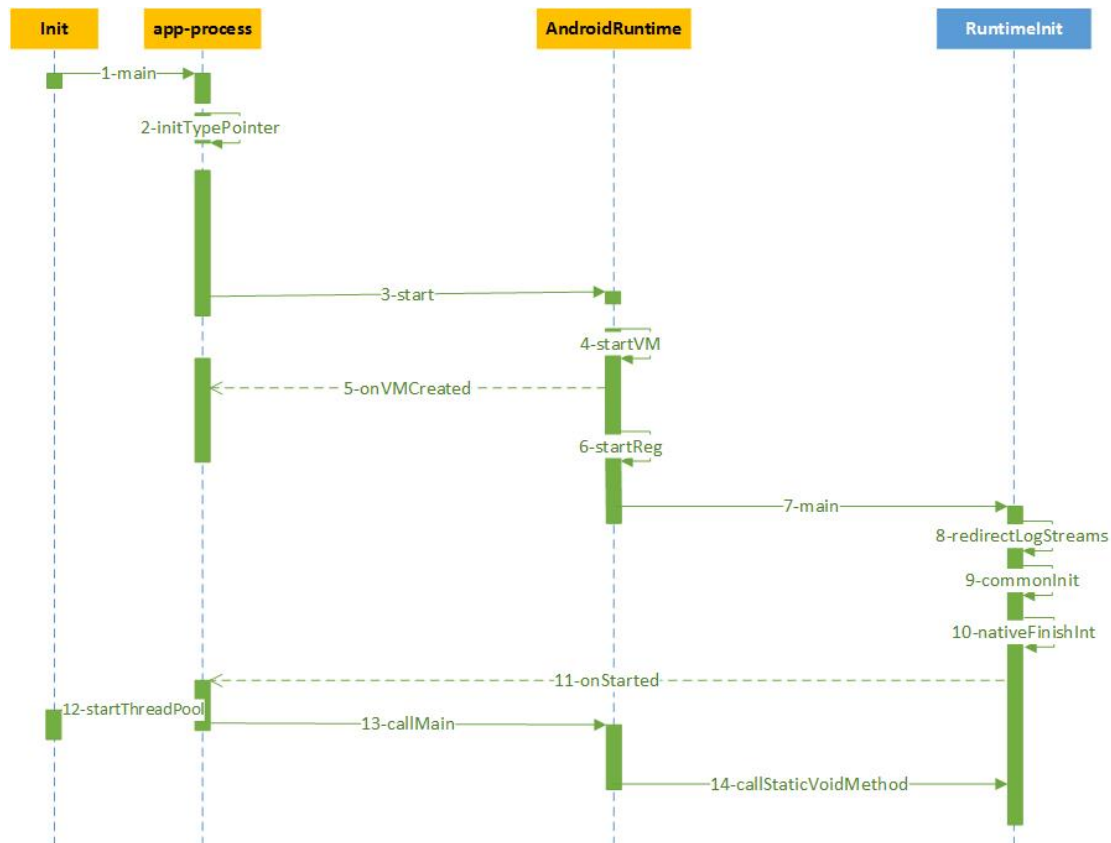 Init
app-process
AndroidRuntime
RuntimeInit
1-main
2-initTypePointer
3-start
4-startVM
5-onVMCreated
6-startReg
7-main
8-redirectLogStreams
9-commonInit
10-nativeFinishInt
11-onStarted
12-startThreadPool
13-callMain
14-callStaticVoidMethod